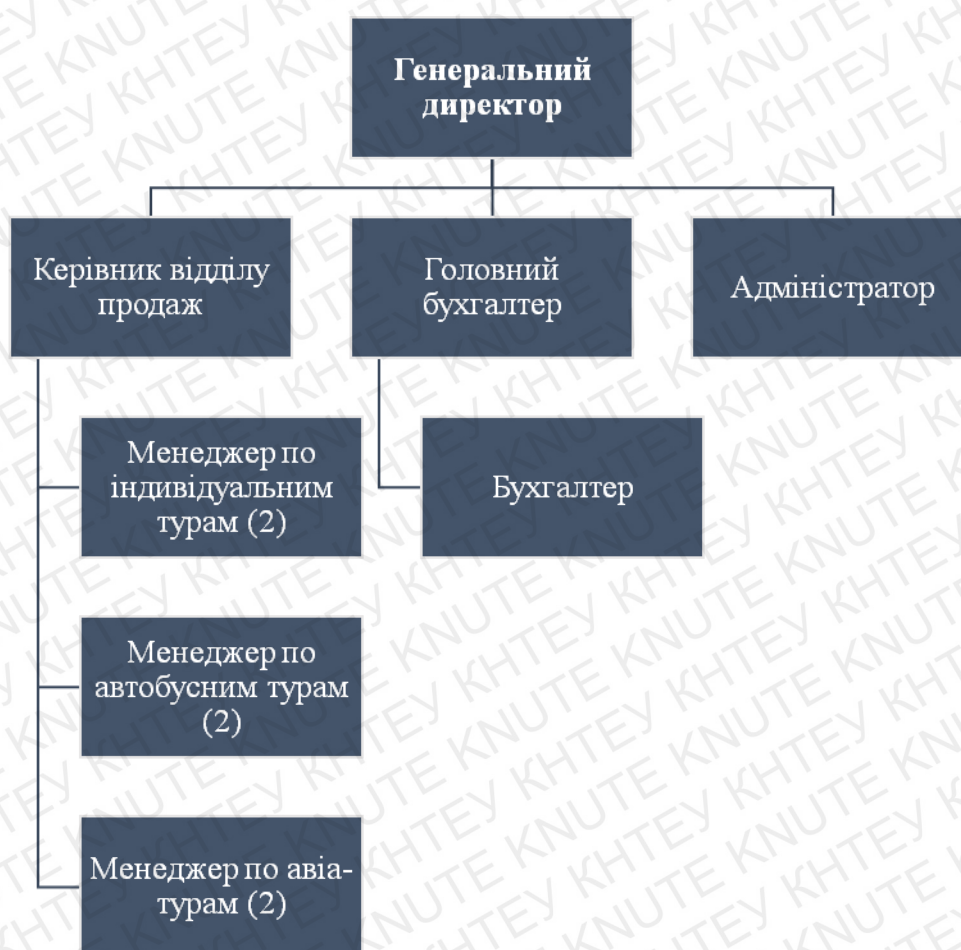 Генеральний
директор
Керівник відділу
продаж
Головний
бухгалтер
Адміністратор
Менеджер по
індивідуальним
турам (2)
Бухгалтер
Менеджер по
автобусним турам
(2)
Менеджер по авіа-
турам (2)